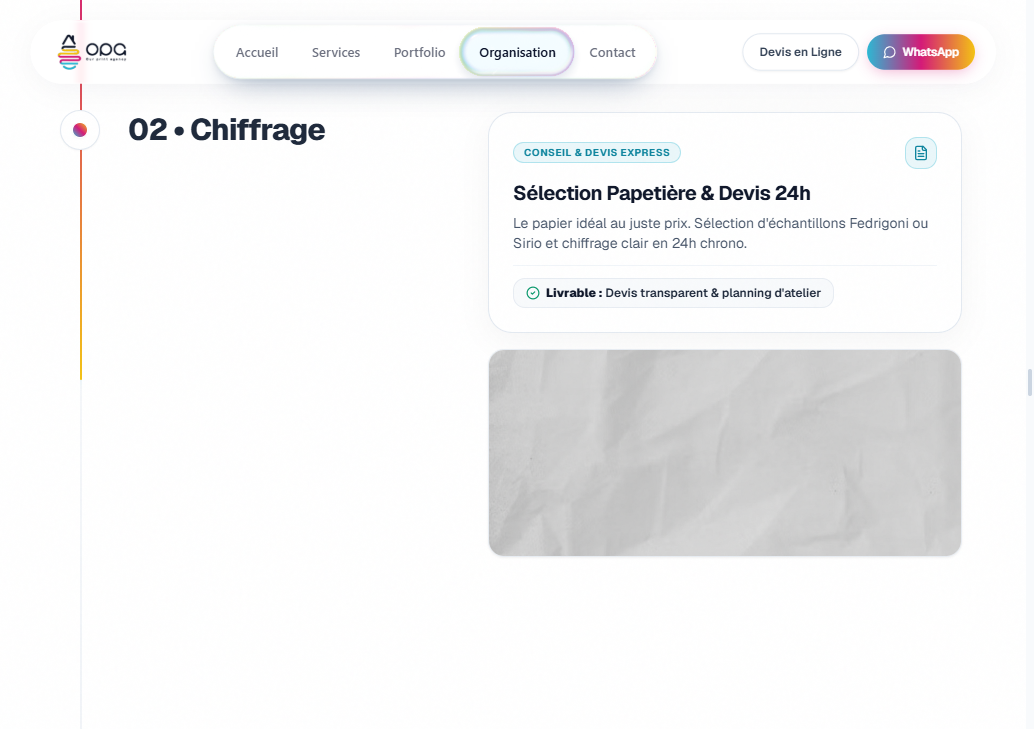 opa
Accueil
Services
Portfolio
Organisation
Contact
Devis en Ligne
WhatsApp
02 • Chiffrage
CONSEIL & DEVIS EXPRESS
Sélection Papetière & Devis 24h
Le papier idéal au juste prix. Sélection d'échantillons Fedrigoni ou
Sirio et chiffrage clair en 24h chrono.
Livrable : Devis transparent & planning d'atelier